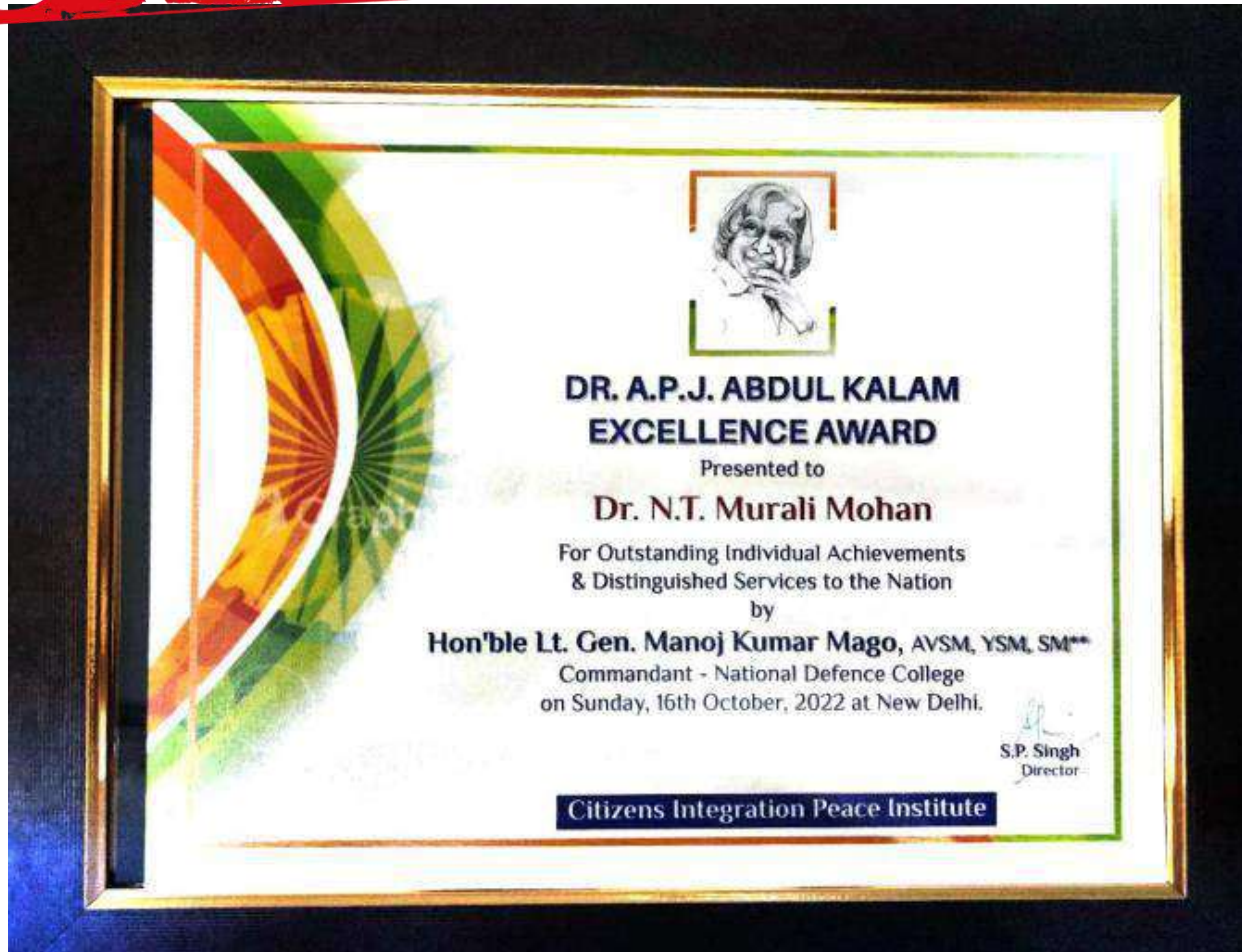 DR. A.P.J. ABDUL KALAM
EXCELLENCE AWARD
Presented to
Dr. N.T. Murali Mohan
For Outstanding Individual Achievements
& Distinguished Services to the Nation
by
Hon'ble Lt. Gen. Manoj Kumar Mago, AVSM, YSM, SM**
Commandant - National Defence College
on Sunday, 16th October, 2022 at New Delhi.
S.P. Singh
Director
Citizens Integration Peace Institute